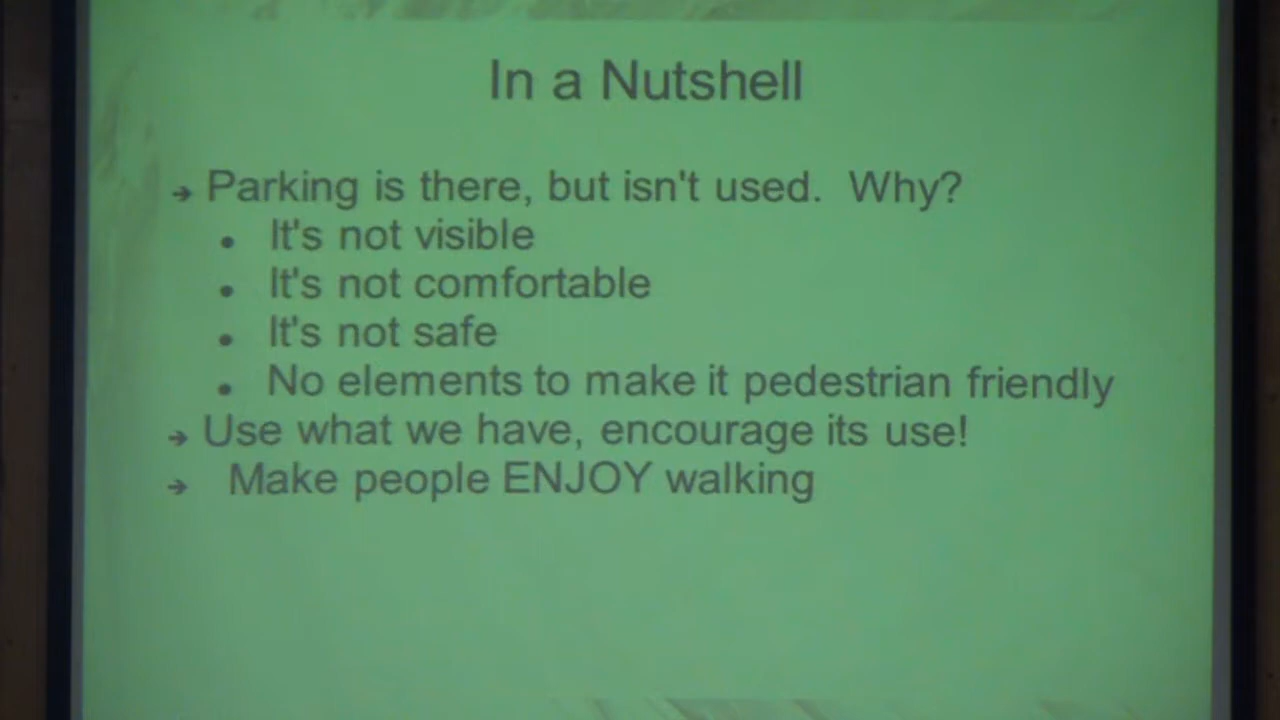 In a Nutshell
➔ Parking is there, but isn't used.  Why?
● It's not visible
● It's not comfortable
● It's not safe
● No elements to make it pedestrian friendly
➔ Use what we have, encourage its use!
➔ Make people ENJOY walking